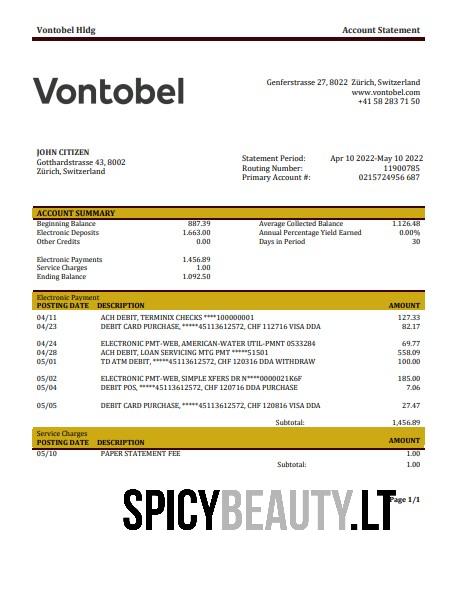 Vontobel Hldg Account Statement
Vontobel
Genferstrasse 27, 8022 Zürich, Switzerland
www.vontobel.com
+41 58 283 71 50
JOHN CITIZEN
Gotthardstrasse 43, 8002
Zürich, Switzerland
Statement Period: Apr 10 2022-May 10 2022
Routing Number: 11900785
Primary Account #: 0215724956 687
ACCOUNT SUMMARY
Beginning Balance 887.39 Average Collected Balance 1.126.48
Electronic Deposits 1.663.00 Annual Percentage Yield Earned 0.00%
Other Credits 0.00 Days in Period 30
Electronic Payments 1.456.89
Service Charges 1.00
Ending Balance 1.092.50
Electronic Payment
POSTING DATE DESCRIPTION AMOUNT
04/11 ACH DEBIT, TERMINIX CHECKS ****100000001 127.33
04/23 DEBIT CARD PURCHASE, *****45113612572, CHF 112716 VISA DDA 82.17
04/24 ELECTRONIC PMT-WEB, AMERICAN-WATER UTIL-PMNT 0533284 69.77
04/28 ACH DEBIT, LOAN SERVICING MTG PMT *****51501 558.09
05/01 TD ATM DEBIT, *****45113612572, CHF 120316 DDA WITHDRAW 100.00
05/02 ELECTRONIC PMT-WEB, SIMPLE XFERS DR N****0000021K6F 185.00
05/04 DEBIT POS, *****45113612572, CHF 120716 DDA PURCHASE 7.06
05/05 DEBIT CARD PURCHASE, *****45113612572, CHF 120816 VISA DDA 27.47
Subtotal: 1,456.89
Service Charges
POSTING DATE DESCRIPTION AMOUNT
05/10 PAPER STATEMENT FEE 1.00
Subtotal: 1.00
Page 1/1
SPICYBEAUTY.LT